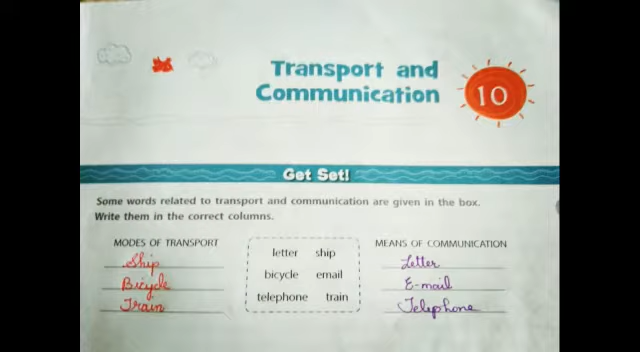 Transport and
Communication
10
Get Set!
Some words related to transport and communication are given in the box.
Write them in the correct columns.
MODES OF TRANSPORT
Ship
Bicycle
Train
letter ship
bicycle email
telephone train
MEANS OF COMMUNICATION
Letter
E-mail
Telephone